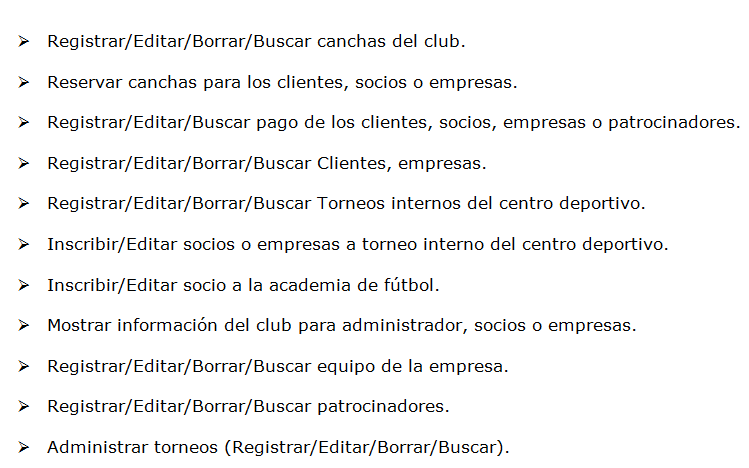 ➢ Registrar/Editar/Borrar/Buscar canchas del club.
➢ Reservar canchas para los clientes, socios o empresas.
➢ Registrar/Editar/Buscar pago de los clientes, socios, empresas o patrocinadores.
➢ Registrar/Editar/Borrar/Buscar Clientes, empresas.
➢ Registrar/Editar/Borrar/Buscar Torneos internos del centro deportivo.
➢ Inscribir/Editar socios o empresas a torneo interno del centro deportivo.
➢ Inscribir/Editar socio a la academia de fútbol.
➢ Mostrar información del club para administrador, socios o empresas.
➢ Registrar/Editar/Borrar/Buscar equipo de la empresa.
➢ Registrar/Editar/Borrar/Buscar patrocinadores.
➢ Administrar torneos (Registrar/Editar/Borrar/Buscar).